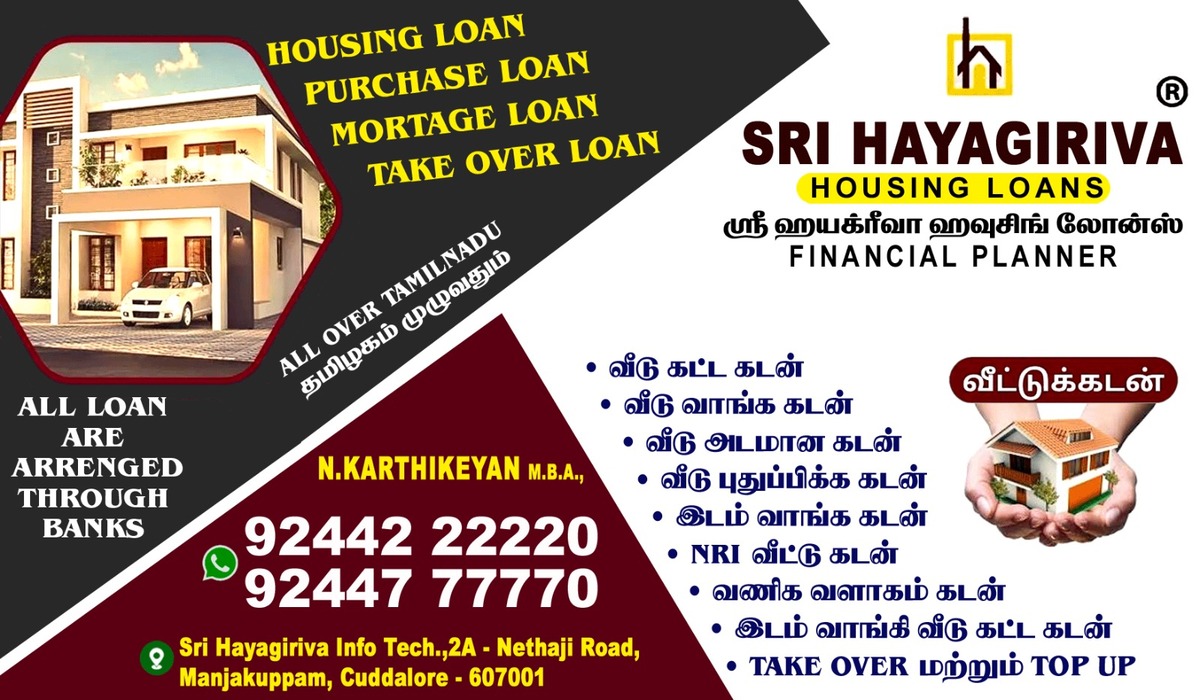 HOUSING LOAN
PURCHASE LOAN
MORTAGE LOAN
TAKE OVER LOAN
ALL OVER TAMILNADU
தமிழகம் முழுவதும்
ALL LOAN
ARE
ARRENGED
THROUGH
BANKS
®
SRI HAYAGIRIVA
HOUSING LOANS
ஸ்ரீ ஹயக்ரீவா ஹவுசிங் லோன்ஸ்
FINANCIAL PLANNER
N.KARTHIKEYAN M.B.A.,
92442 22220
92447 77770
Sri Hayagiriva Info Tech.,2A - Nethaji Road,
Manjakuppam, Cuddalore - 607001
• வீடு கட்ட கடன்
• வீடு வாங்க கடன்
• வீடு அடமான கடன்
• வீடு புதுப்பிக்க கடன்
• இடம் வாங்க கடன்
• NRI வீட்டு கடன்
• வணிக வளாகம் கடன்
• இடம் வாங்கி வீடு கட்ட கடன்
• TAKE OVER மற்றும் TOP UP
வீட்டுக்கடன்